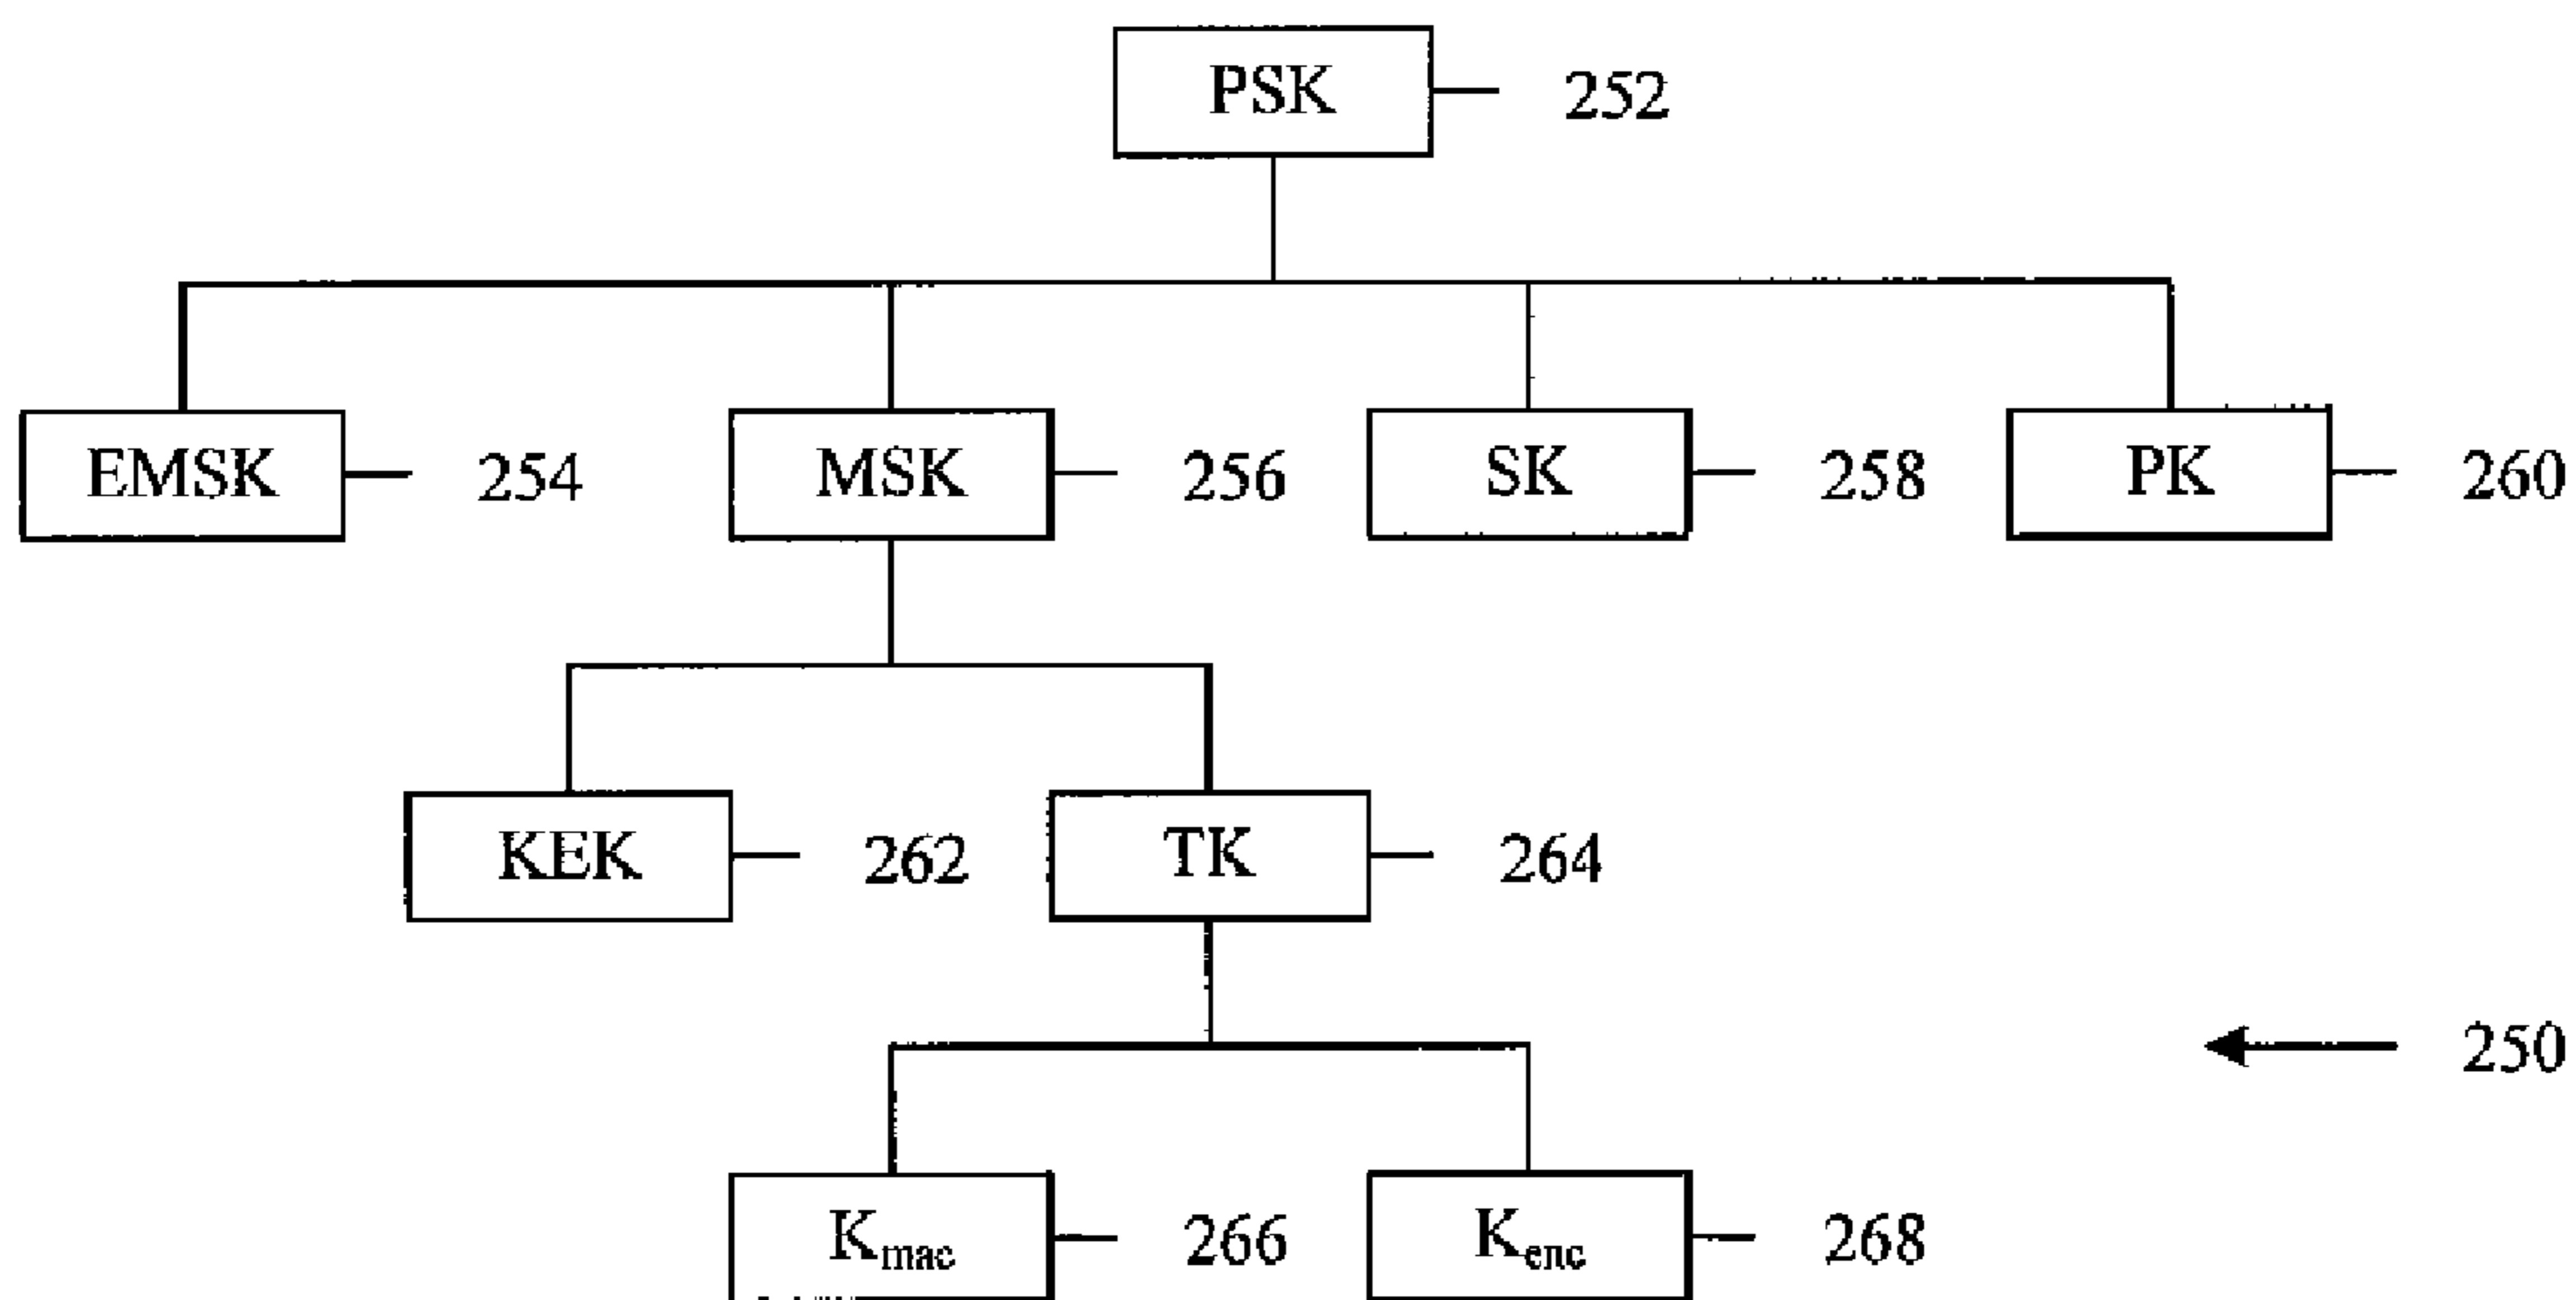 PSK 252
EMSK 254 MSK 256 SK 258 PK 260
KEK 262 TK 264
250
Kmac 266 Kenc 268